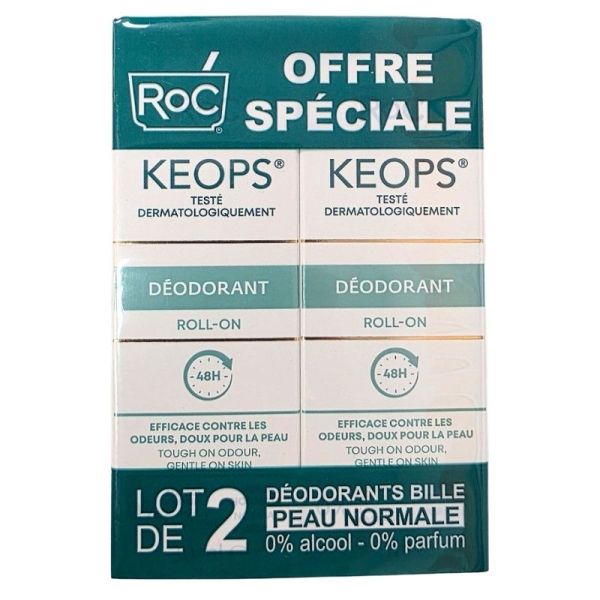 RoC®
OFFRE
SPÉCIALE
KEOPS®
TESTÉ
DERMATOLOGIQUEMENT
DÉODORANT
ROLL-ON
48H
EFFICACE CONTRE LES
ODEURS, DOUX POUR LA PEAU
TOUGH ON ODOUR,
GENTLE ON SKIN
KEOPS®
TESTÉ
DERMATOLOGIQUEMENT
DÉODORANT
ROLL-ON
48H
EFFICACE CONTRE LES
ODEURS, DOUX POUR LA PEAU
TOUGH ON ODOUR,
GENTLE ON SKIN
LOT
DE 2
DÉODORANTS BILLE
PEAU NORMALE
0% alcool - 0% parfum